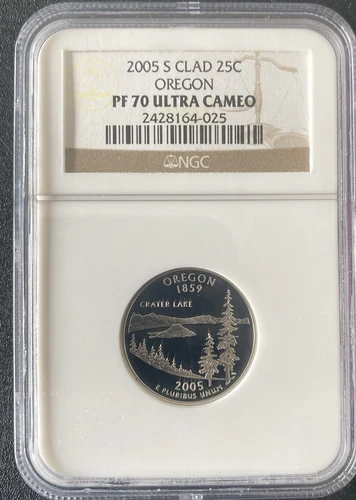 2005 S CLAD 25C
OREGON
PF 70 ULTRA CAMEO
2428164-025
NGC
OREGON
1859
CRATER LAKE
2005
E PLURIBUS UNUM